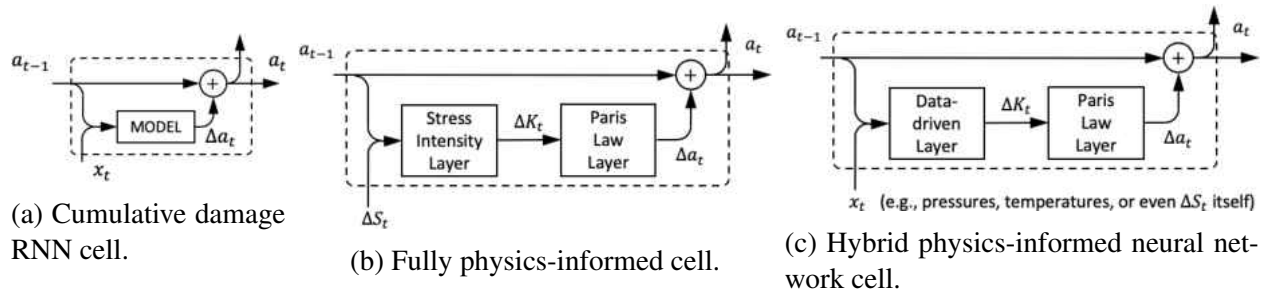 a_{t-1}
a_t
MODEL
Δa_t
x_t
(a) Cumulative damage
RNN cell.
a_{t-1}
a_t
Stress
Intensity
Layer
ΔK_t
Paris
Law
Layer
Δa_t
ΔS_t
(b) Fully physics-informed cell.
a_{t-1}
a_t
Data-
driven
Layer
ΔK_t
Paris
Law
Layer
Δa_t
x_t (e.g., pressures, temperatures, or even ΔS_t itself)
(c) Hybrid physics-informed neural net-
work cell.